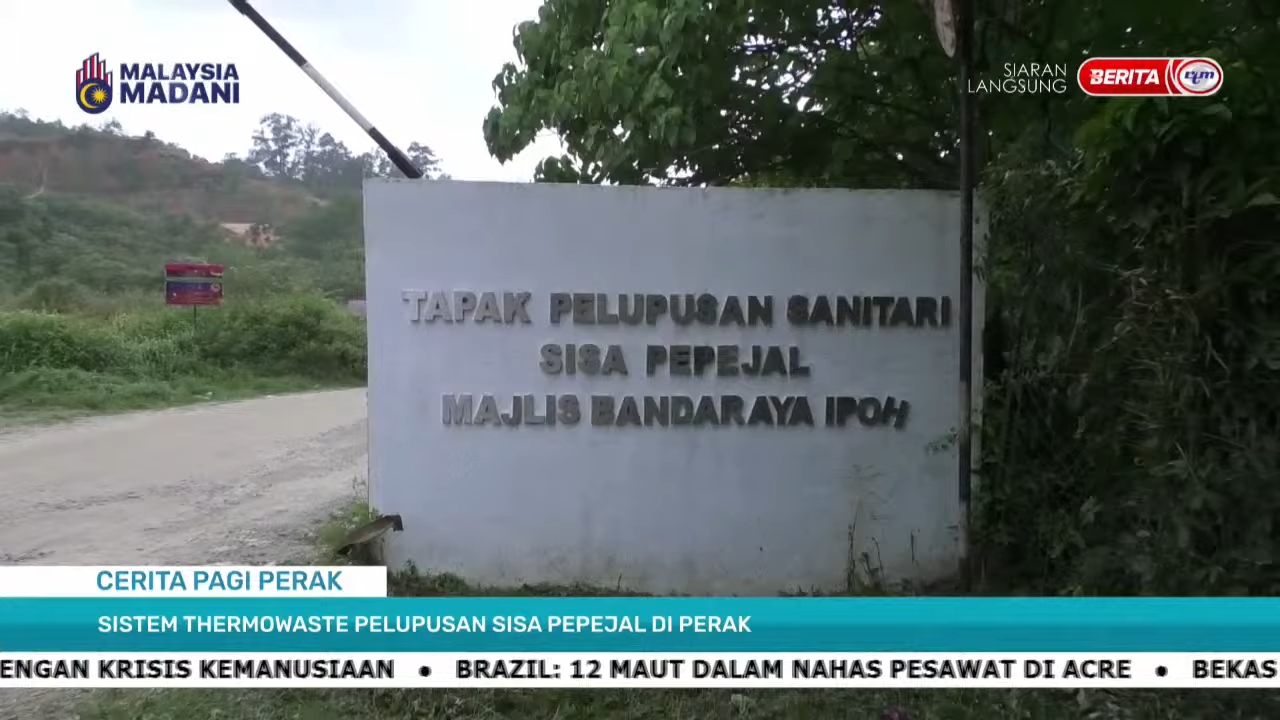 MALAYSIA
MADANI
SIARAN
LANGSUNG
BERITA rtm
TAPAK PELUPUSAN SANITARI
SISA PEPEJAL
MAJLIS BANDARAYA IPOH
CERITA PAGI PERAK
SISTEM THERMOWASTE PELUPUSAN SISA PEPEJAL DI PERAK
ENGAN KRISIS KEMANUSIAAN • BRAZIL: 12 MAUT DALAM NAHAS PESAWAT DI ACRE • BEKAS